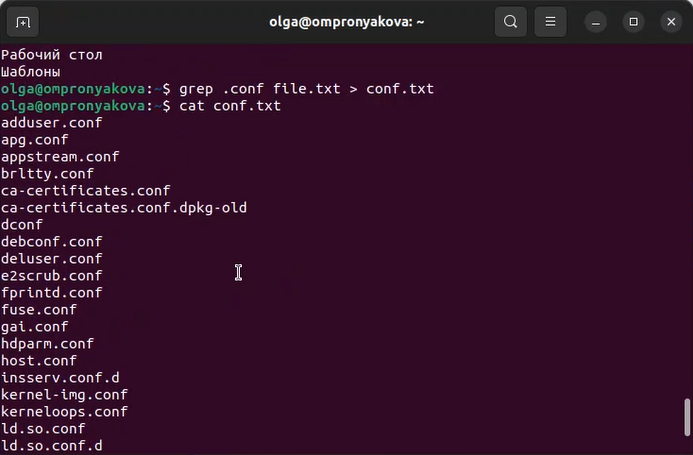 olga@ompronyakova: ~
Рабочий стол
Шаблоны
olga@ompronyakova:~$ grep .conf file.txt > conf.txt
olga@ompronyakova:~$ cat conf.txt
adduser.conf
apg.conf
appstream.conf
brltty.conf
ca-certificates.conf
ca-certificates.conf.dpkg-old
dconf
debconf.conf
deluser.conf
e2scrub.conf
fprintd.conf
fuse.conf
gai.conf
hdparm.conf
host.conf
insserv.conf.d
kernel-img.conf
kerneloops.conf
ld.so.conf
ld.so.conf.d